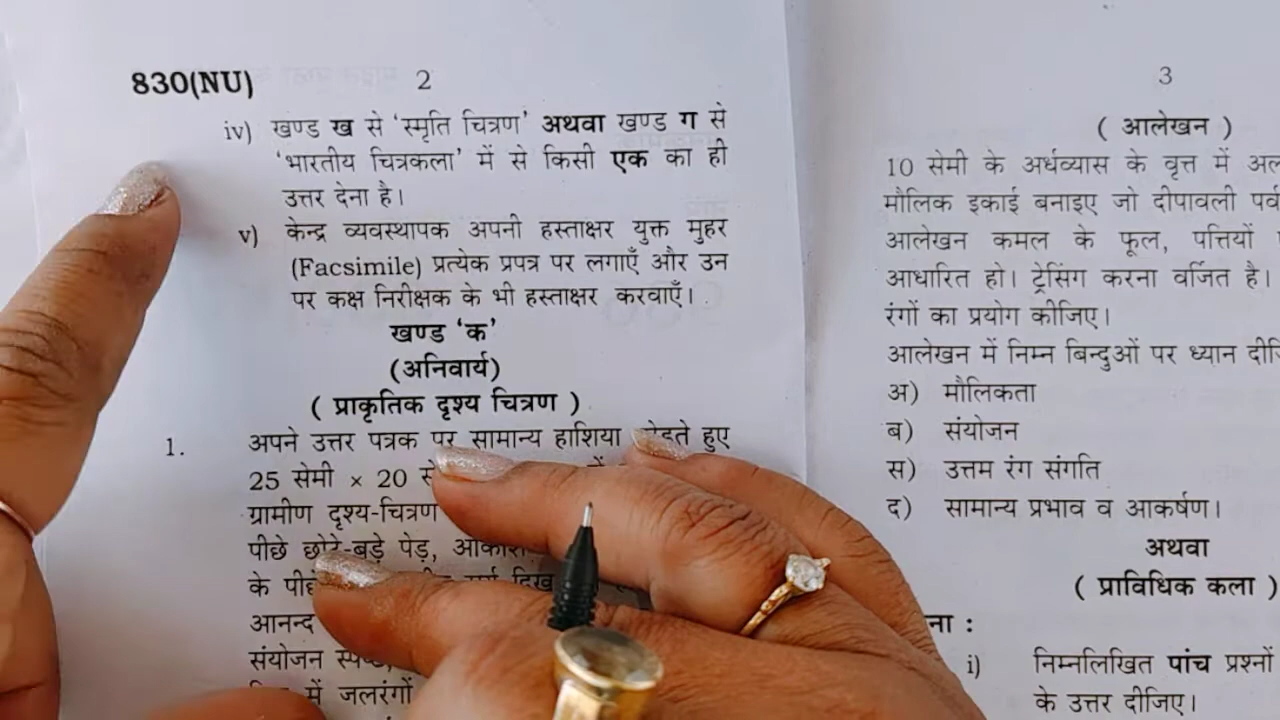 830(NU)
2
iv) खण्ड ख से 'स्मृति चित्रण' अथवा खण्ड ग से
'भारतीय चित्रकला' में से किसी एक का ही
उत्तर देना है।
v) केन्द्र व्यवस्थापक अपनी हस्ताक्षर युक्त मुहर
(Facsimile) प्रत्येक प्रपत्र पर लगाएँ और उन
पर कक्ष निरीक्षक के भी हस्ताक्षर करवाएँ।
खण्ड 'क'
(अनिवार्य)
( प्राकृतिक दृश्य चित्रण )
1. अपने उत्तर पत्रक पर सामान्य हाशिया हुए
25 सेमी × 20
ग्रामीण दृश्य-चित्रण
पीछे छोटे-बड़े पेड़,
के
आनन्द
संयोजन
में जलरंगों
3
( आलेखन )
10 सेमी के अर्धव्यास के वृत्त में
मौलिक इकाई बनाइए जो दीपावली
आलेखन कमल के फूल, पत्तियों
आधारित हो। ट्रेसिंग करना वर्जित है।
रंगों का प्रयोग कीजिए।
आलेखन में निम्न बिन्दुओं पर ध्यान
अ) मौलिकता
ब) संयोजन
स) उत्तम रंग संगति
द) सामान्य प्रभाव व आकर्षण।
अथवा
( प्राविधिक कला )
i) निम्नलिखित पांच प्रश्नों
के उत्तर दीजिए।